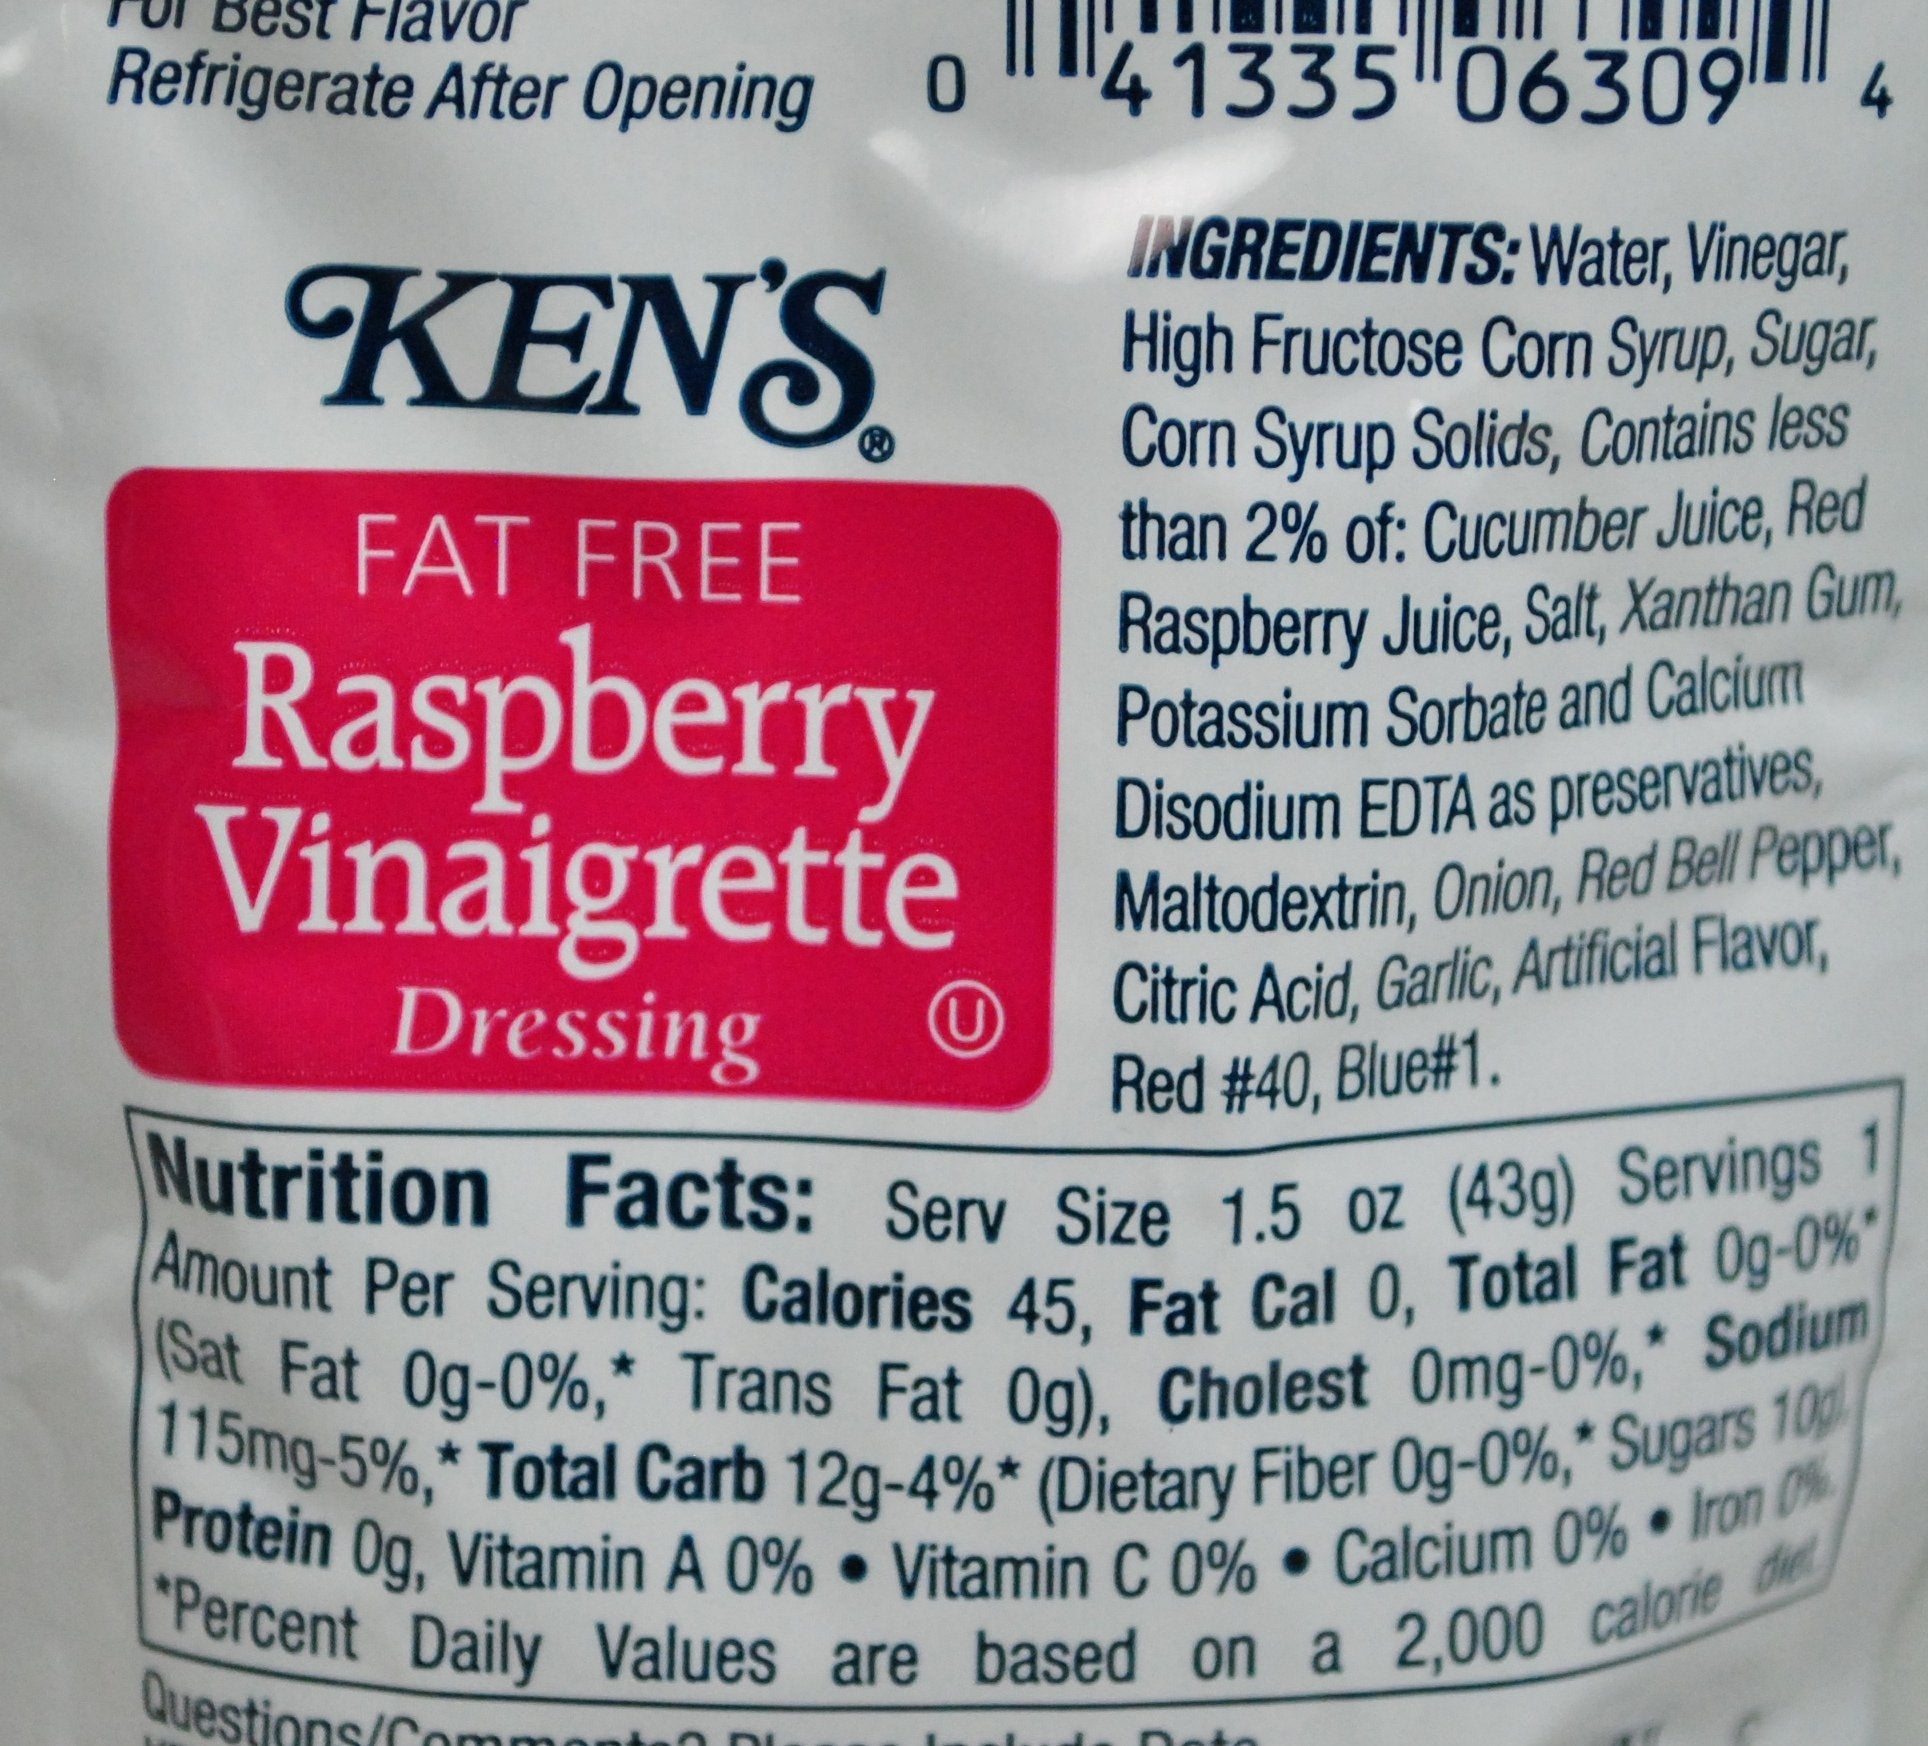 For Best Flavor
Refrigerate After Opening
0 41335 06309 4
KEN'S®
FAT FREE
Raspberry
Vinaigrette
Dressing
U
INGREDIENTS: Water, Vinegar,
High Fructose Corn Syrup, Sugar,
Corn Syrup Solids, Contains less
than 2% of: Cucumber Juice, Red
Raspberry Juice, Salt, Xanthan Gum,
Potassium Sorbate and Calcium
Disodium EDTA as preservatives,
Maltodextrin, Onion, Red Bell Pepper,
Citric Acid, Garlic, Artificial Flavor,
Red #40, Blue#1.
Nutrition Facts: Serv Size 1.5 oz (43g) Servings 1
Amount Per Serving: Calories 45, Fat Cal 0, Total Fat 0g-0%*
(Sat Fat 0g-0%,* Trans Fat 0g), Cholest 0mg-0%,* Sodium
115mg-5%,* Total Carb 12g-4%* (Dietary Fiber 0g-0%,* Sugars 10g),
Protein 0g, Vitamin A 0% • Vitamin C 0% • Calcium 0% • Iron 0%.
*Percent Daily Values are based on a 2,000 calorie diet.
Questions/Comments? Please Include Date